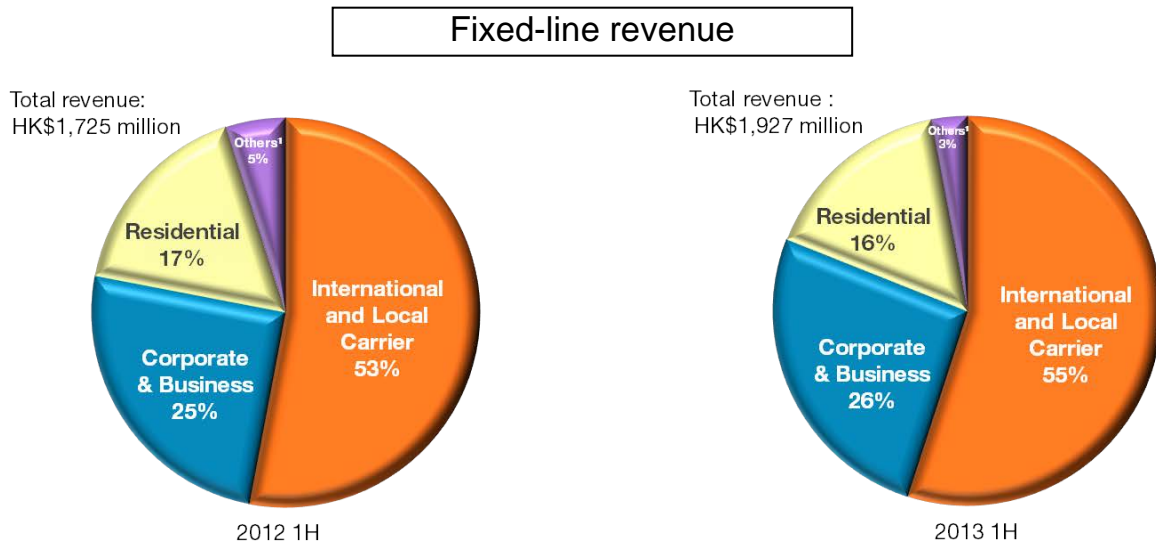 Fixed-line revenue
Total revenue:
HK$1,725 million
Others¹
5%
Residential
17%
International
and Local
Carrier
53%
Corporate
& Business
25%
2012 1H
Total revenue :
HK$1,927 million
Others¹
3%
Residential
16%
International
and Local
Carrier
55%
Corporate
& Business
26%
2013 1H